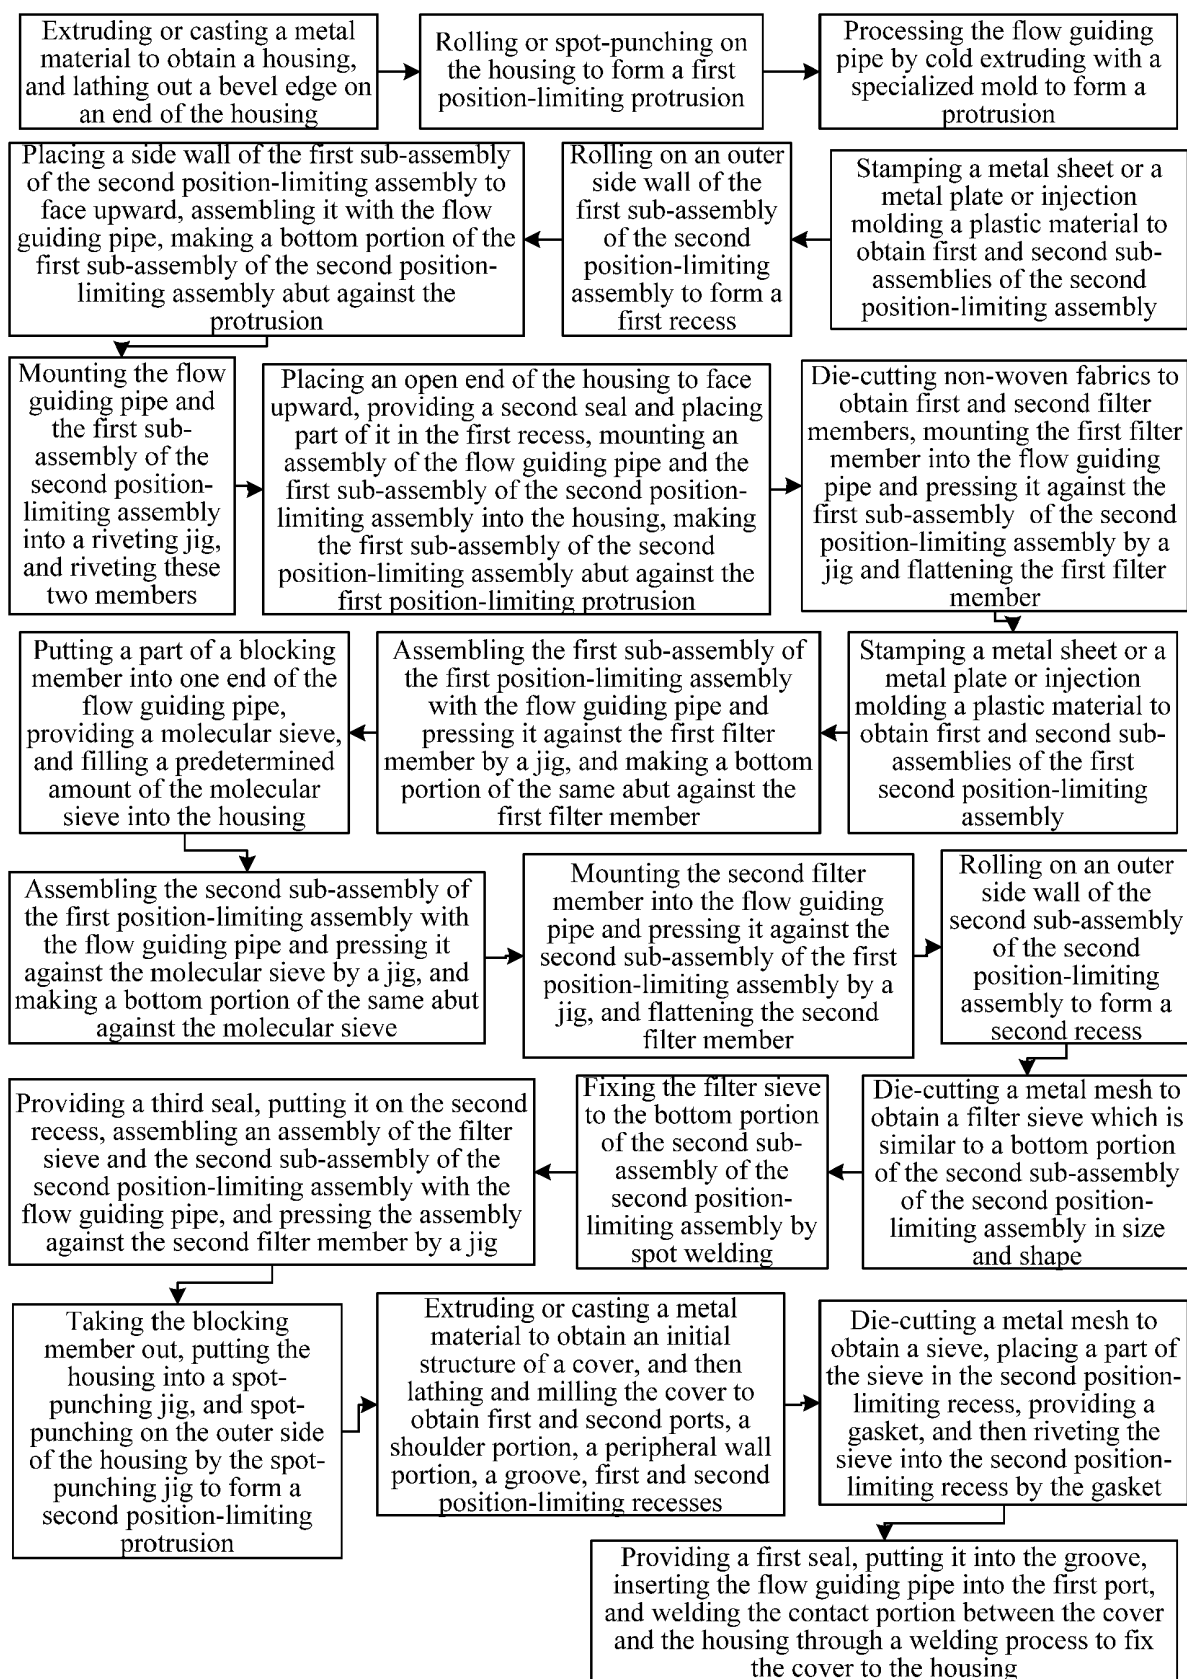 Extruding or casting a metal
material to obtain a housing,
and lathing out a bevel edge on
an end of the housing
Rolling or spot-punching on
the housing to form a first
position-limiting protrusion
Processing the flow guiding
pipe by cold extruding with a
specialized mold to form a
protrusion
Stamping a metal sheet or a
metal plate or injection
molding a plastic material to
obtain first and second sub-
assemblies of the second
position-limiting assembly
Rolling on an outer
side wall of the
first sub-assembly
of the second
position-limiting
assembly to form a
first recess
Placing a side wall of the first sub-assembly
of the second position-limiting assembly to
face upward, assembling it with the flow
guiding pipe, making a bottom portion of the
first sub-assembly of the second position-
limiting assembly abut against the
protrusion
Mounting the flow
guiding pipe and
the first sub-
assembly of the
second position-
limiting assembly
into a riveting jig,
and riveting these
two members
Placing an open end of the housing to face
upward, providing a second seal and placing
part of it in the first recess, mounting an
assembly of the flow guiding pipe and the
first sub-assembly of the second position-
limiting assembly into the housing, making
the first sub-assembly of the second
position-limiting assembly abut against the
first position-limiting protrusion
Die-cutting non-woven fabrics to
obtain first and second filter
members, mounting the first filter
member into the flow guiding
pipe and pressing it against the
first sub-assembly of the second
position-limiting assembly by a
jig and flattening the first filter
member
Stamping a metal sheet or a
metal plate or injection
molding a plastic material to
obtain first and second sub-
assemblies of the first
second position-limiting
assembly
Assembling the first sub-assembly of
the first position-limiting assembly
with the flow guiding pipe and
pressing it against the first filter
member by a jig, and making a bottom
portion of the same abut against the
first filter member
Putting a part of a blocking
member into one end of the
flow guiding pipe,
providing a molecular sieve,
and filling a predetermined
amount of the molecular
sieve into the housing
Assembling the second sub-assembly of
the first position-limiting assembly with
the flow guiding pipe and pressing it
against the molecular sieve by a jig, and
making a bottom portion of the same abut
against the molecular sieve
Mounting the second filter
member into the flow guiding
pipe and pressing it against the
second sub-assembly of the first
position-limiting assembly by a
jig, and flattening the second
filter member
Rolling on an outer
side wall of the
second sub-assembly
of the second
position-limiting
assembly to form a
second recess
Die-cutting a metal mesh to
obtain a filter sieve which is
similar to a bottom portion
of the second sub-assembly
of the second position-
limiting assembly in size
and shape
Fixing the filter sieve
to the bottom portion
of the second sub-
assembly of the
second position-
limiting assembly by
spot welding
Providing a third seal, putting it on the second
recess, assembling an assembly of the filter
sieve and the second sub-assembly of the
second position-limiting assembly with the
flow guiding pipe, and pressing the assembly
against the second filter member by a jig
Taking the blocking
member out, putting the
housing into a spot-
punching jig, and spot-
punching on the outer side
of the housing by the spot-
punching jig to form a
second position-limiting
protrusion
Extruding or casting a metal
material to obtain an initial
structure of a cover, and then
lathing and milling the cover to
obtain first and second ports, a
shoulder portion, a peripheral wall
portion, a groove, first and second
position-limiting recesses
Die-cutting a metal mesh to
obtain a sieve, placing a part of
the sieve in the second position-
limiting recess, providing a
gasket, and then riveting the
sieve into the second position-
limiting recess by the gasket
Providing a first seal, putting it into the groove,
inserting the flow guiding pipe into the first port,
and welding the contact portion between the cover
and the housing through a welding process to fix
the cover to the housing